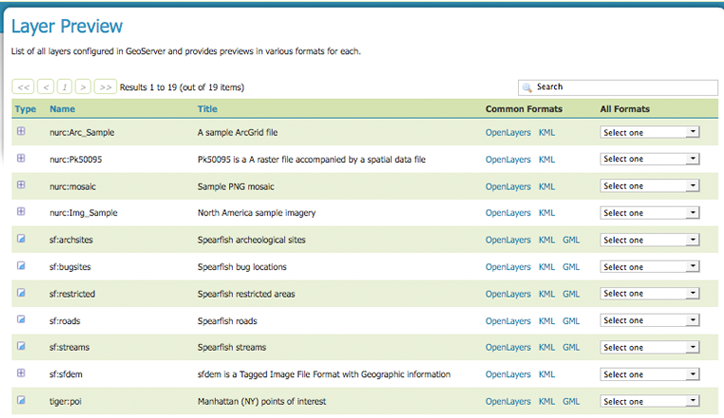 Layer Preview
List of all layers configured in GeoServer and provides previews in various formats for each.
<< < 1 > >> Results 1 to 19 (out of 19 items) Search
Type Name Title Common Formats All Formats
nurc:Arc_Sample A sample ArcGrid file OpenLayers KML Select one
nurc:Pk50095 Pk50095 is a A raster file accompanied by a spatial data file OpenLayers KML Select one
nurc:mosaic Sample PNG mosaic OpenLayers KML Select one
nurc:Img_Sample North America sample imagery OpenLayers KML Select one
sf:archsites Spearfish archeological sites OpenLayers KML GML Select one
sf:bugsites Spearfish bug locations OpenLayers KML GML Select one
sf:restricted Spearfish restricted areas OpenLayers KML GML Select one
sf:roads Spearfish roads OpenLayers KML GML Select one
sf:streams Spearfish streams OpenLayers KML GML Select one
sf:sfdem sfdem is a Tagged Image File Format with Geographic information OpenLayers KML Select one
tiger:poi Manhattan (NY) points of interest OpenLayers KML GML Select one